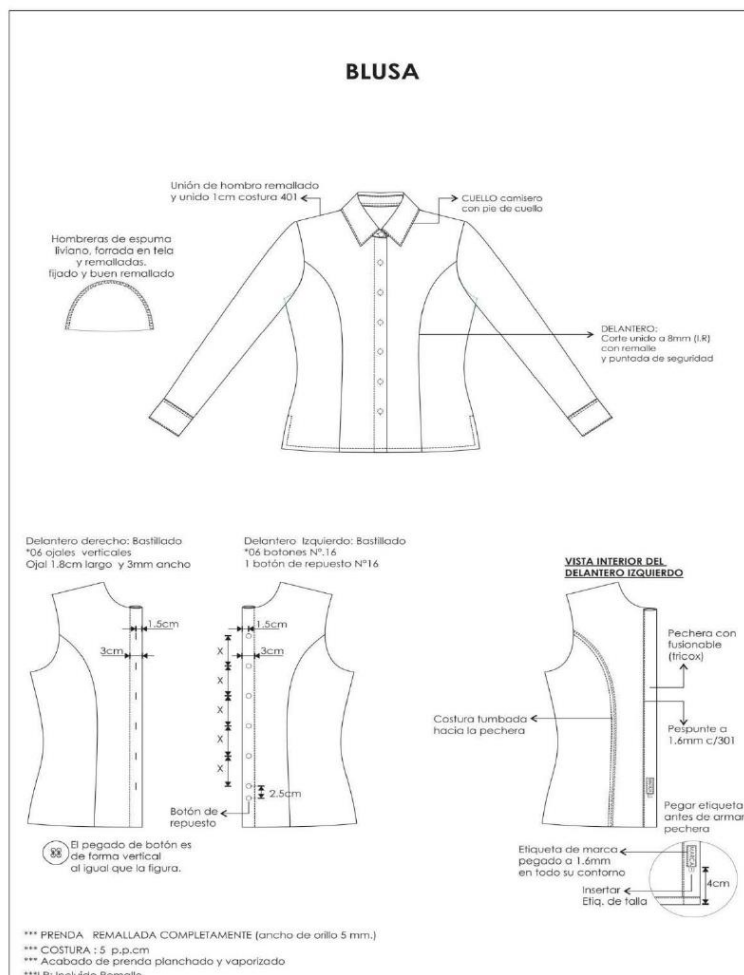 BLUSA
Unión de hombro remallado
y unido 1cm costura 401
CUELLO camisero
con pie de cuello
Hombreras de espuma
liviano, forrada en tela
y remalladas.
fijado y buen remallado
DELANTERO:
Corte unido a 8mm (I.R)
con remalle
y puntada de seguridad
Delantero derecho: Bastillado
*06 ojales verticales
Ojal 1.8cm largo y 3mm ancho
Delantero Izquierdo: Bastillado
*06 botones Nº.16
1 botón de repuesto Nº16
VISTA INTERIOR DEL
DELANTERO IZQUIERDO
1.5cm
3cm
1.5cm
3cm
X
X
X
X
X
2.5cm
Botón de
repuesto
El pegado de botón es
de forma vertical
al igual que la figura.
Pechera con
fusionable
(tricox)
Costura tumbada
hacia la pechera
Pespunte a
1.6mm c/301
Pegar etiqueta
antes de armar
pechera
Etiqueta de marca
pegado a 1.6mm
en todo su contorno
Insertar
Etiq. de talla
MARCA
4cm
*** PRENDA REMALLADA COMPLETAMENTE (ancho de orillo 5 mm.)
*** COSTURA : 5 p.p.cm
*** Acabado de prenda planchado y vaporizado
***I.R: Incluido Remalle